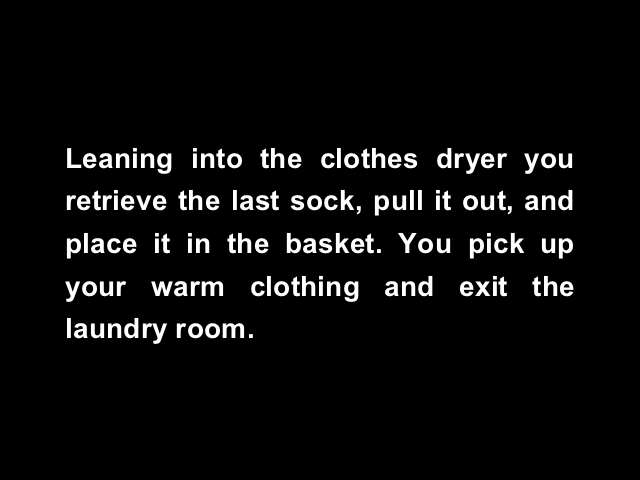 Leaning into the clothes dryer you
retrieve the last sock, pull it out, and
place it in the basket. You pick up
your warm clothing and exit the
laundry room.